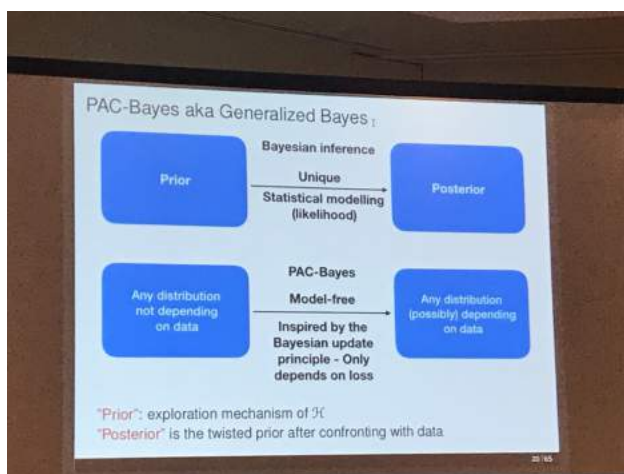 PAC-Bayes aka Generalized Bayes
Bayesian inference
Prior
Unique
Posterior
Statistical modelling
(likelihood)
PAC-Bayes
Any distribution
not depending
on data
Model-free
Any distribution
(possibly) depending
on data
Inspired by the
Bayesian update
principle - Only
depends on loss
"Prior": exploration mechanism of ℋ
"Posterior" is the twisted prior after confronting with data